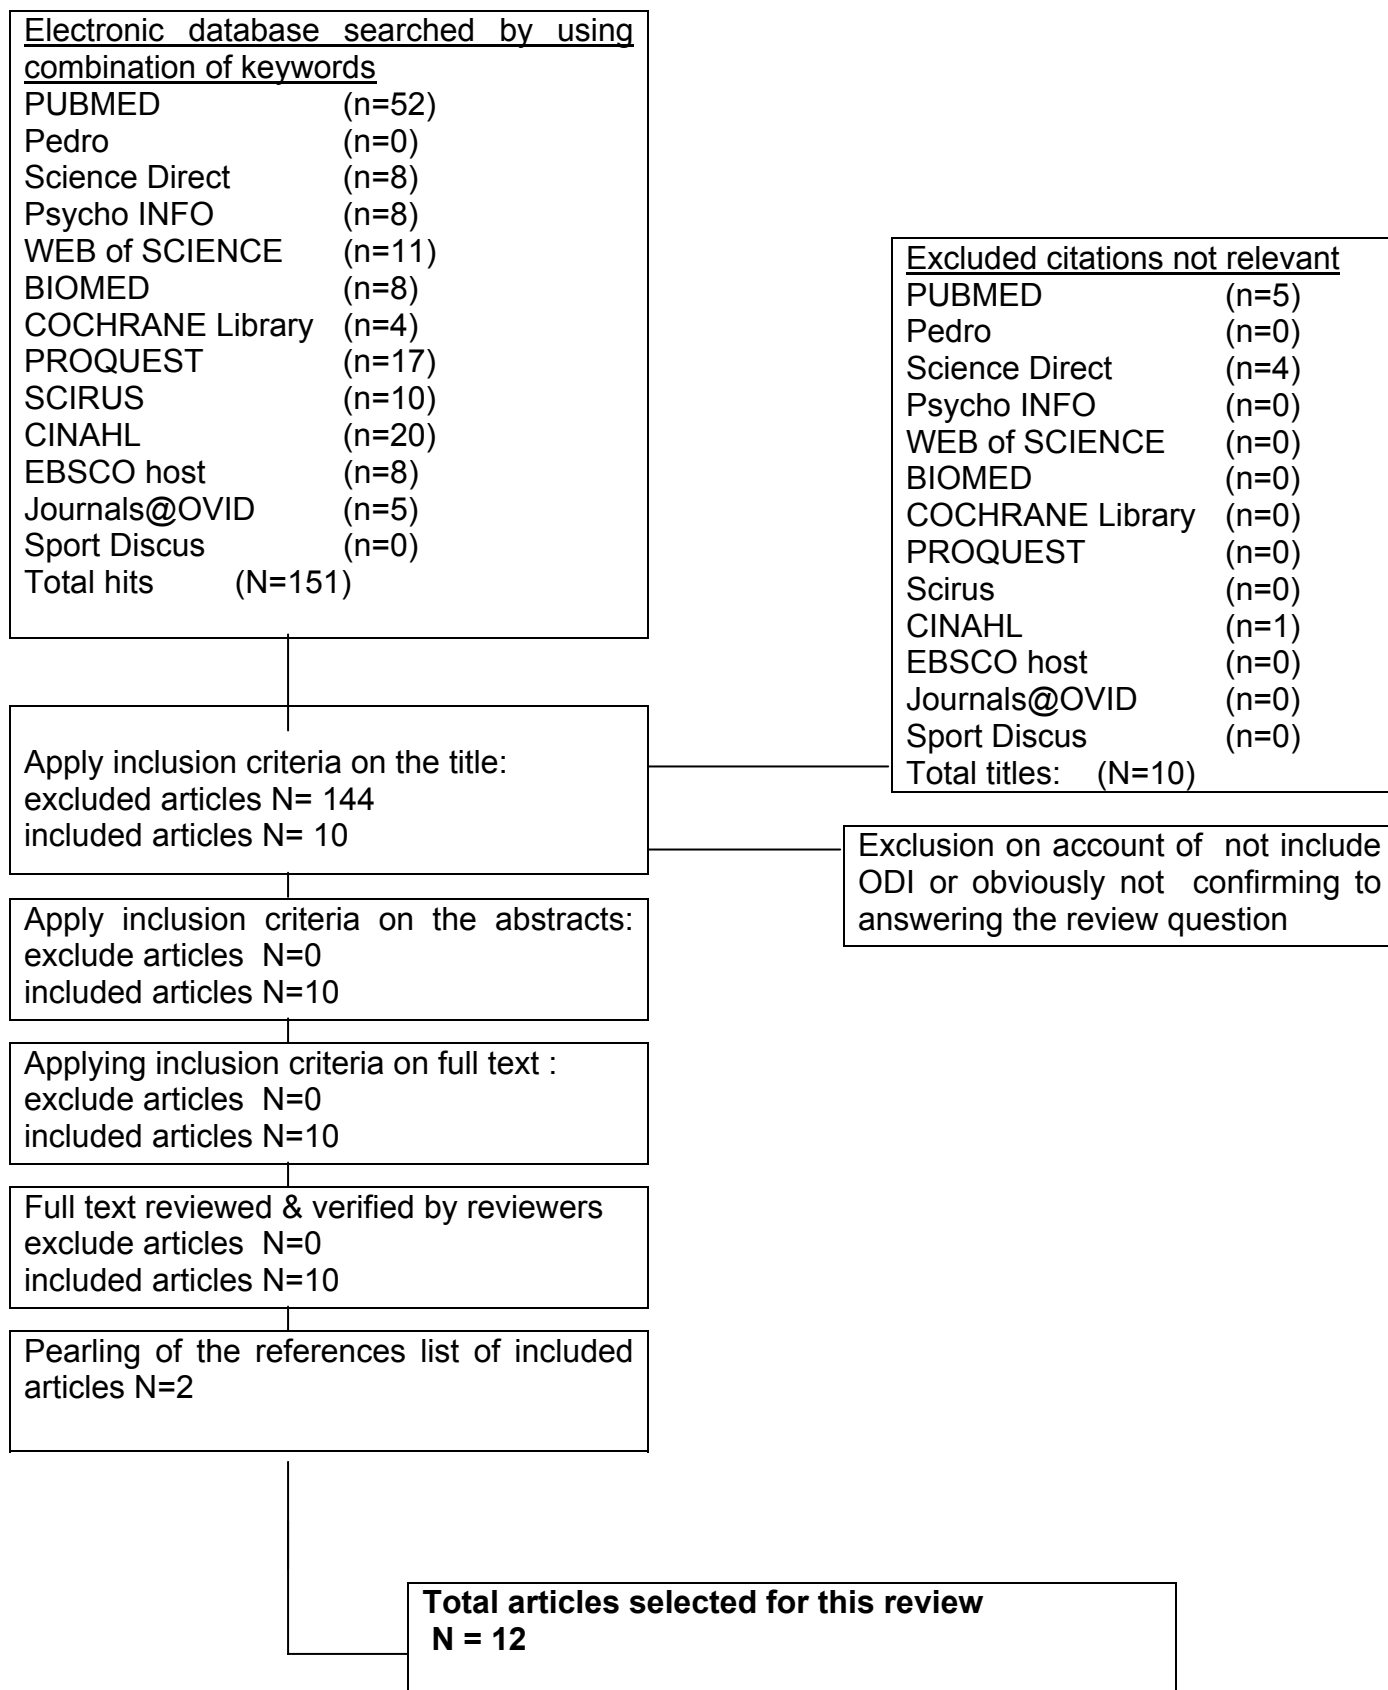 Electronic database searched by using
combination of keywords
PUBMED (n=52)
Pedro (n=0)
Science Direct (n=8)
Psycho INFO (n=8)
WEB of SCIENCE (n=11)
BIOMED (n=8)
COCHRANE Library (n=4)
PROQUEST (n=17)
SCIRUS (n=10)
CINAHL (n=20)
EBSCO host (n=8)
Journals@OVID (n=5)
Sport Discus (n=0)
Total hits (N=151)
Excluded citations not relevant
PUBMED (n=5)
Pedro (n=0)
Science Direct (n=4)
Psycho INFO (n=0)
WEB of SCIENCE (n=0)
BIOMED (n=0)
COCHRANE Library (n=0)
PROQUEST (n=0)
Scirus (n=0)
CINAHL (n=1)
EBSCO host (n=0)
Journals@OVID (n=0)
Sport Discus (n=0)
Total titles: (N=10)
Apply inclusion criteria on the title:
excluded articles N= 144
included articles N= 10
Exclusion on account of not include
ODI or obviously not confirming to
answering the review question
Apply inclusion criteria on the abstracts:
exclude articles N=0
included articles N=10
Applying inclusion criteria on full text :
exclude articles N=0
included articles N=10
Full text reviewed & verified by reviewers
exclude articles N=0
included articles N=10
Pearling of the references list of included
articles N=2
Total articles selected for this review
N = 12